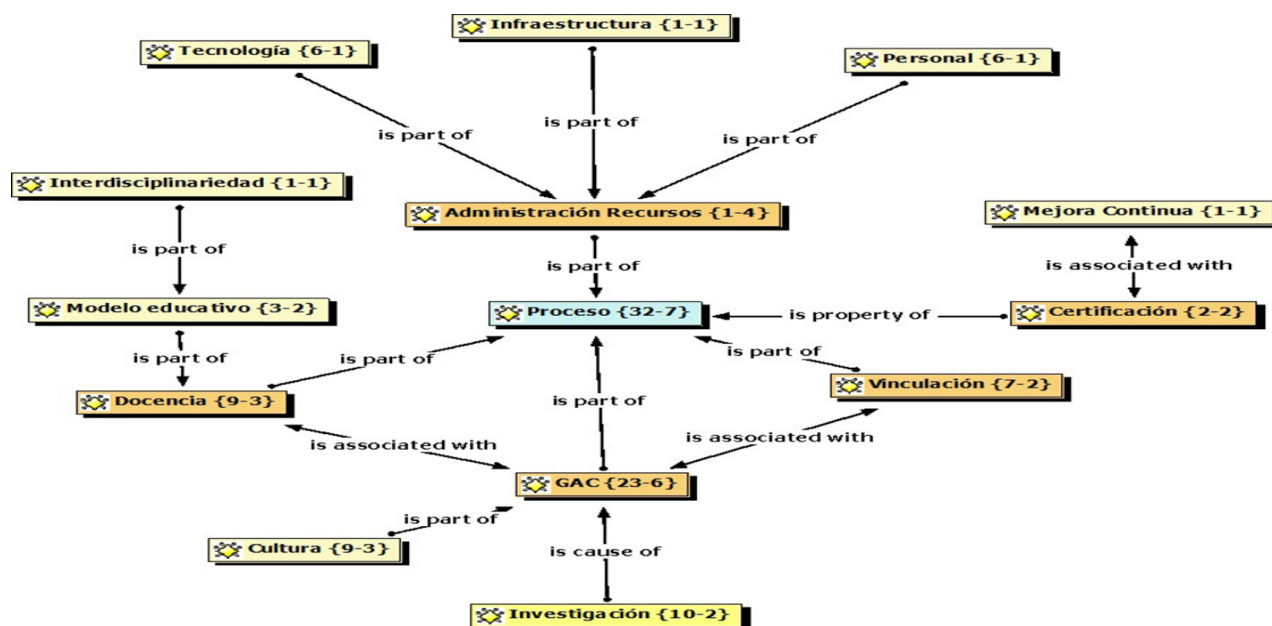 Infraestructura {1-1}
Tecnología {6-1}
Personal {6-1}
is part of
is part of
is part of
Interdisciplinariedad {1-1}
Administración Recursos {1-4}
Mejora Continua {1-1}
is part of
is part of
is associated with
Modelo educativo {3-2}
Proceso {32-7}
is property of
Certificación {2-2}
is part of
is part of
is part of
Docencia {9-3}
is part of
Vinculación {7-2}
is associated with
is associated with
GAC {23-6}
is part of
Cultura {9-3}
is cause of
Investigación {10-2}